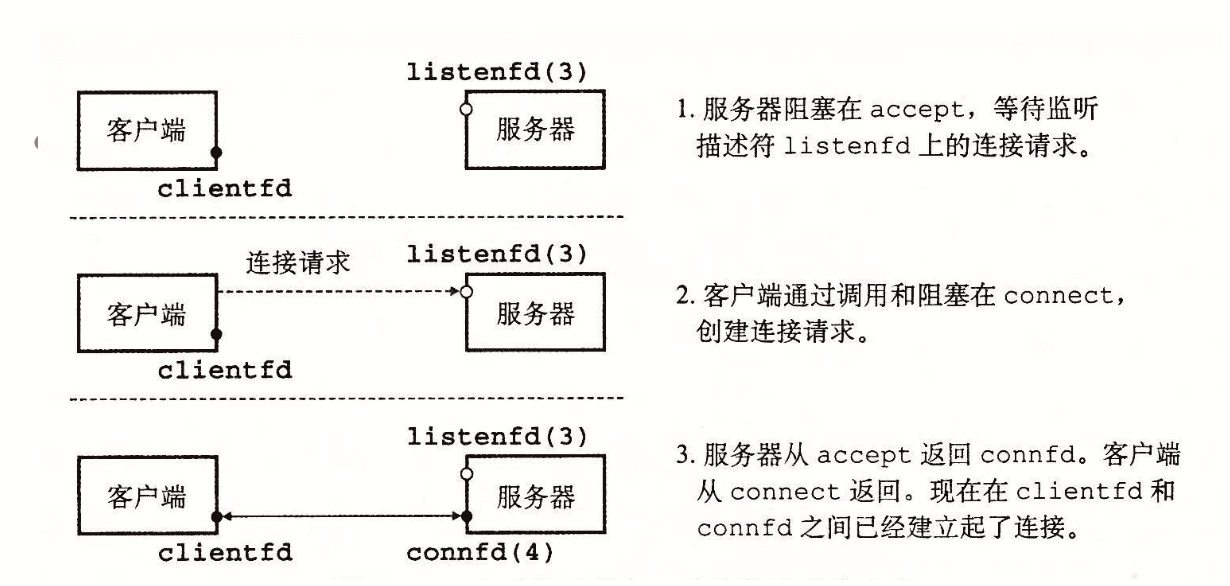 listenfd(3)
客户端
服务器
clientfd
1. 服务器阻塞在 accept，等待监听
描述符 listenfd 上的连接请求。
连接请求
listenfd(3)
客户端
服务器
clientfd
2. 客户端通过调用和阻塞在 connect，
创建连接请求。
listenfd(3)
客户端
服务器
clientfd
connfd(4)
3. 服务器从 accept 返回 connfd。客户端
从 connect 返回。现在在 clientfd 和
connfd 之间已经建立起了连接。